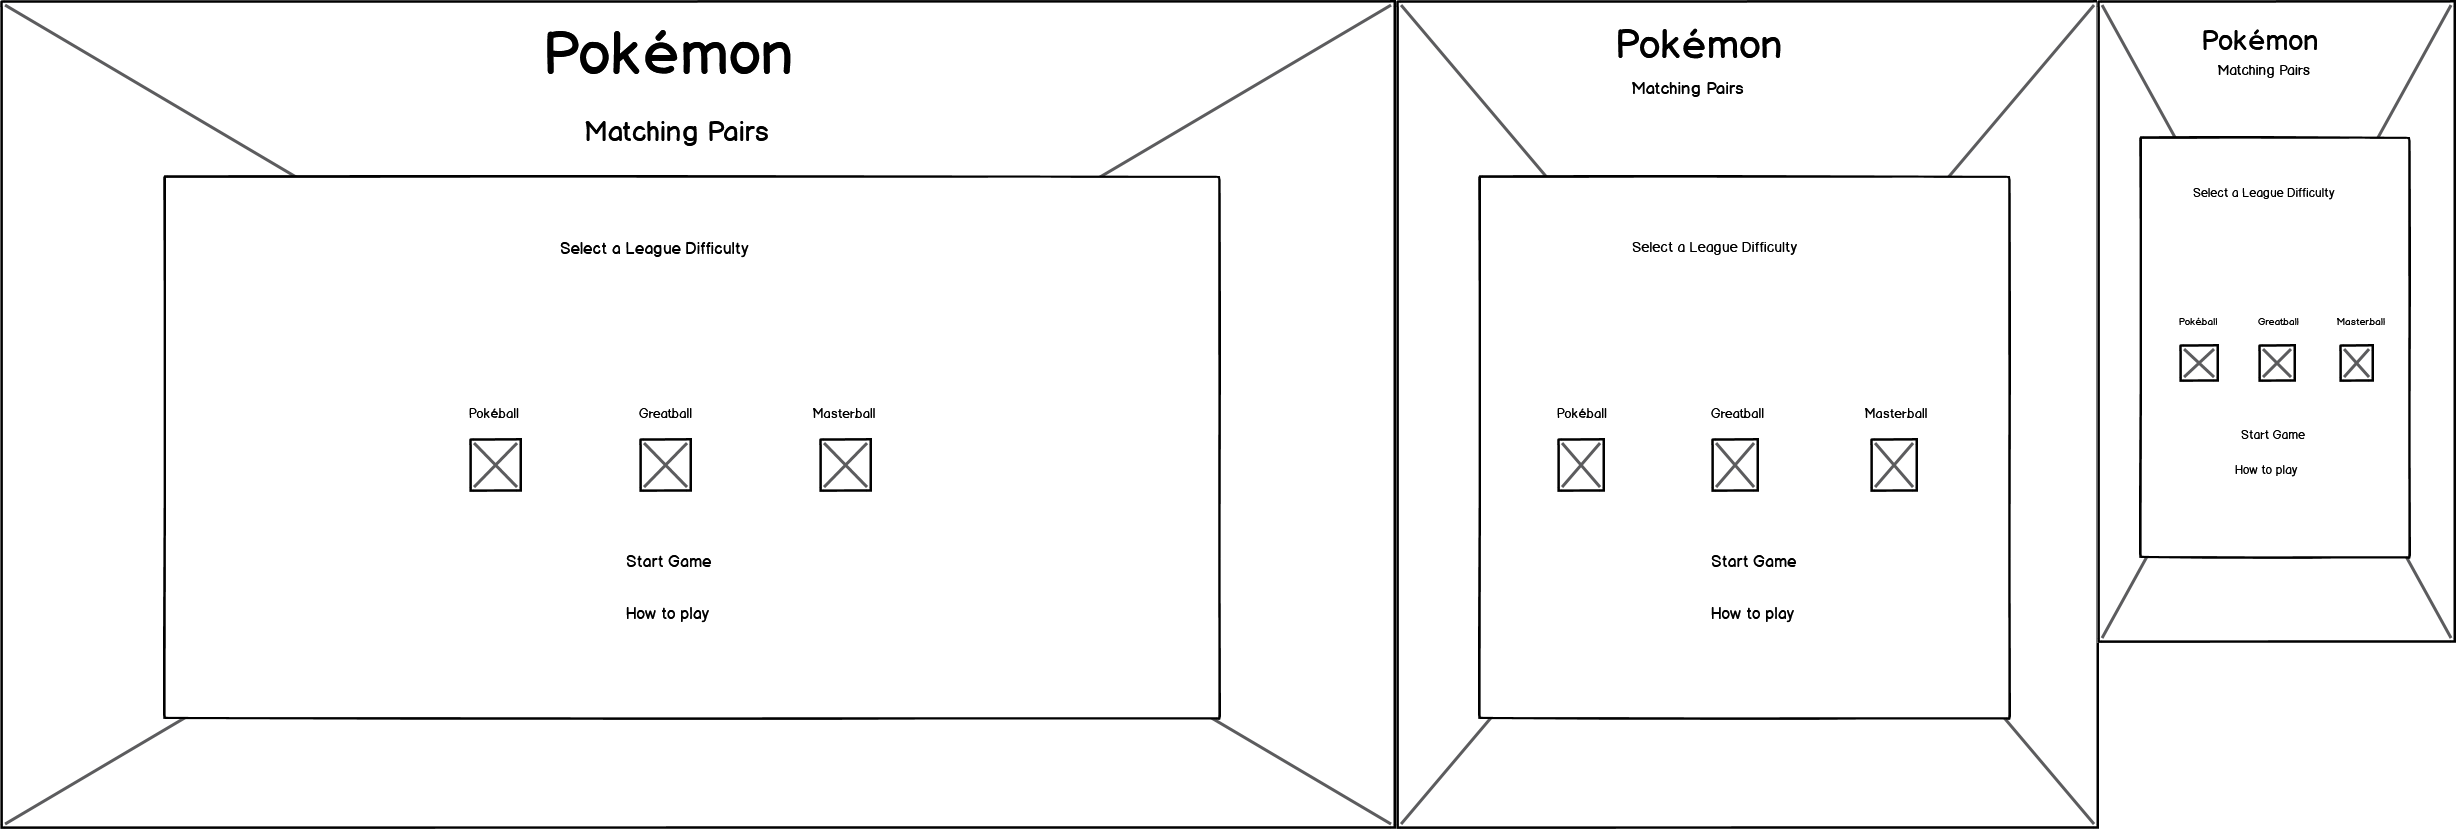 Pokémon
Matching Pairs
Select a League Difficulty
Pokéball Greatball Masterball
Start Game
How to play
Pokémon
Matching Pairs
Select a League Difficulty
Pokéball Greatball Masterball
Start Game
How to play
Pokémon
Matching Pairs
Select a League Difficulty
Pokéball Greatball Masterball
Start Game
How to play